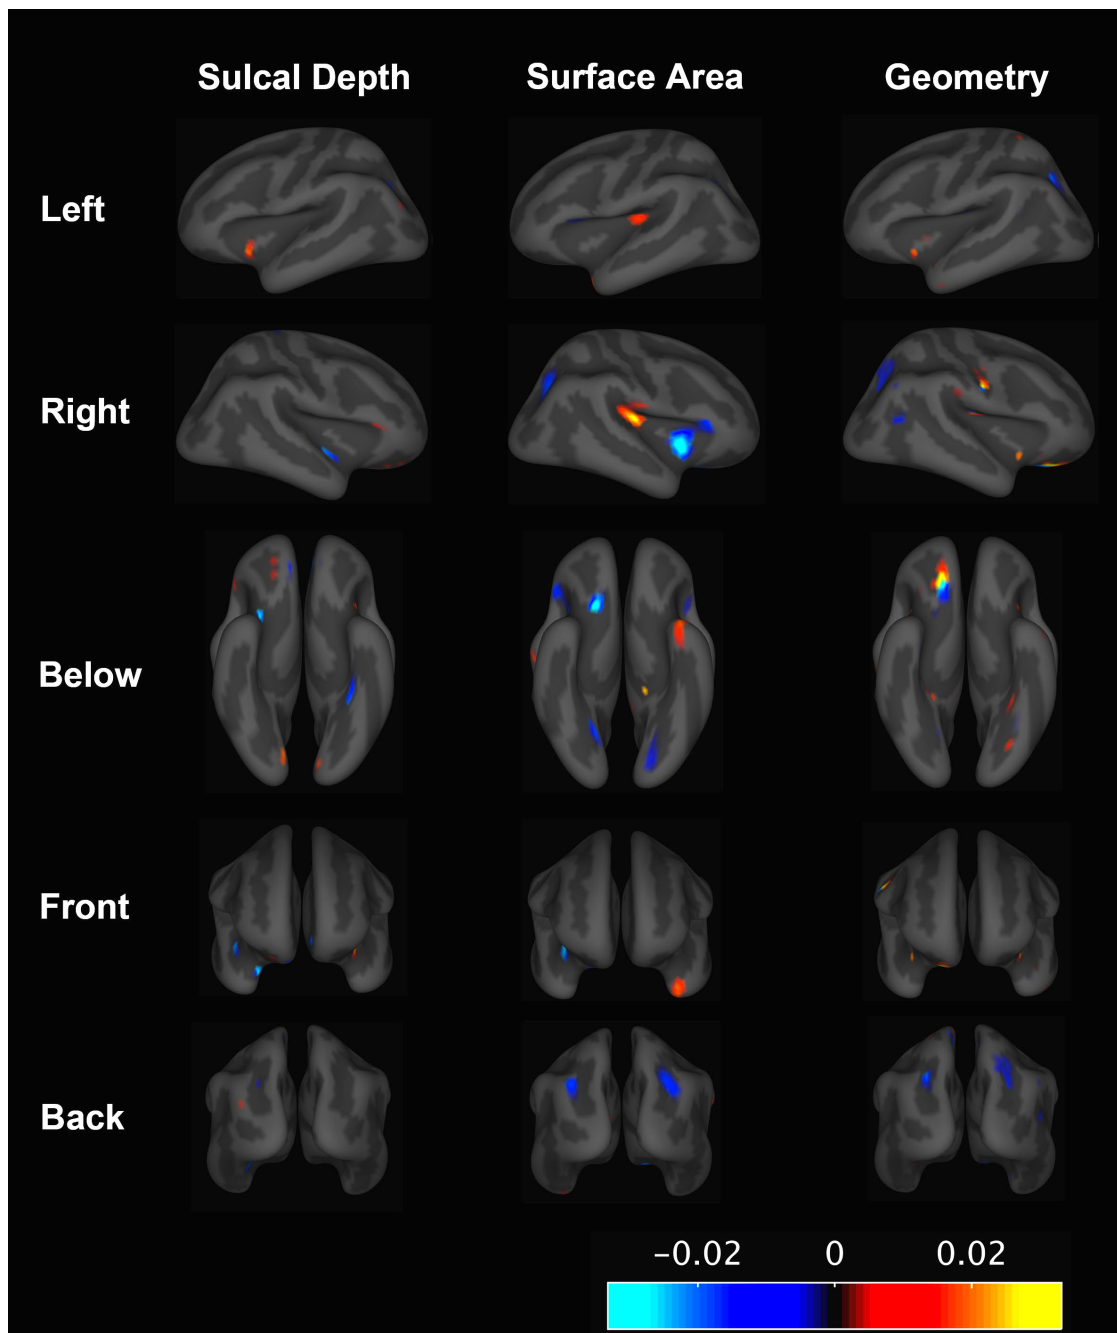 Sulcal Depth Surface Area Geometry
Left
Right
Below
Front
Back
−0.02 0 0.02